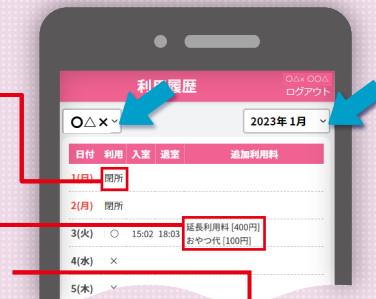 利用履歴
○△× ○○△
ログアウト
○△×
2023年 1月
日付 利用 入室 退室 追加利用料
1(日) 閉所
2(月) 閉所
3(火) ○ 15:02 18:03 延長利用料 [400円]
おやつ代 [100円]
4(水) ×
5(木) ×